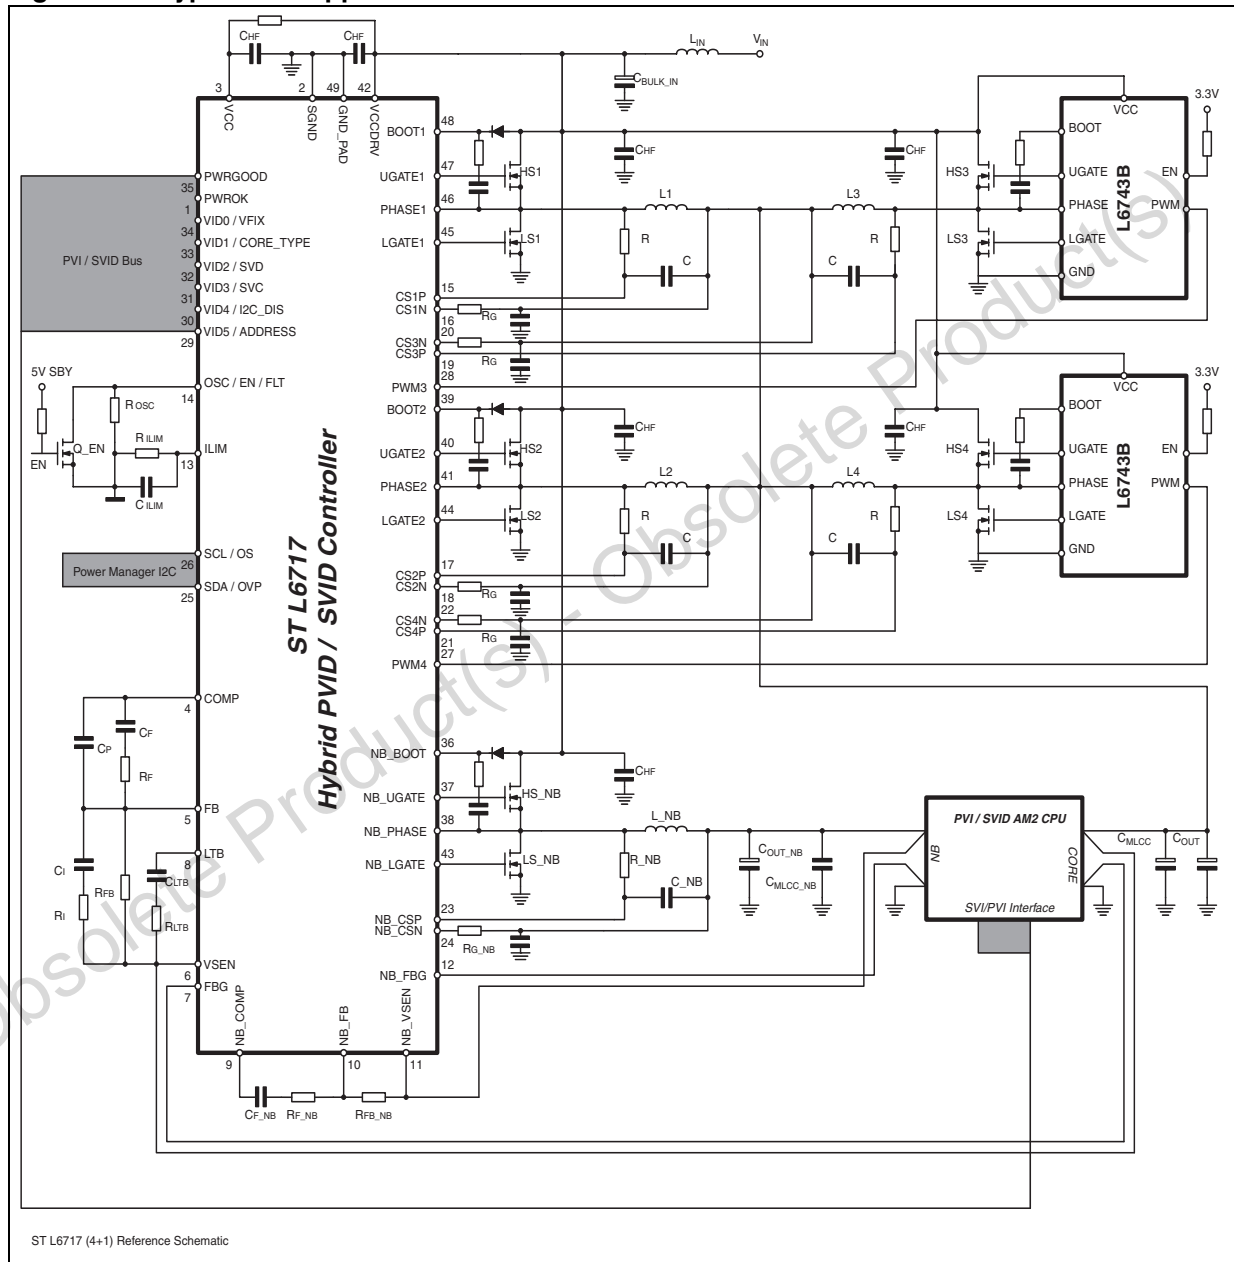 CHF
CHF
LIN
VIN
CBULK_IN
3
2
49
42
VCC
SGND
GND_PAD
VCCDRV
PWRGOOD
35
PWROK
1
VID0 / VFIX
34
VID1 / CORE_TYPE
33
VID2 / SVD
32
VID3 / SVC
31
VID4 / I2C_DIS
30
VID5 / ADDRESS
29
PVI / SVID Bus
OSC / EN / FLT
14
5V SBY
ROSC
Q_EN
EN
RILIM
CILIM
ILIM
13
SCL / OS
26
SDA / OVP
25
Power Manager I2C
COMP
4
CP
CF
RF
FB
5
LTB
8
CI
RI
RFB
CLTB
RLTB
VSEN
6
FBG
7
ST L6717
Hybrid PVID / SVID Controller
NB_COMP
NB_FB
NB_VSEN
9
10
11
CF_NB
RF_NB
RFB_NB
BOOT1
48
UGATE1
47
PHASE1
46
LGATE1
45
HS1
LS1
CHF
L1
R
C
CS1P
15
CS1N
16
RG
CS3N
20
CS3P
19
RG
PWM3
28
CHF
L3
R
C
HS3
LS3
VCC
BOOT
UGATE
PHASE
LGATE
GND
L6743B
EN
PWM
3.3V
BOOT2
39
UGATE2
40
PHASE2
41
LGATE2
44
HS2
LS2
CHF
L2
R
C
CS2P
17
CS2N
18
RG
CS4N
22
CS4P
21
RG
PWM4
27
CHF
L4
R
C
HS4
LS4
VCC
BOOT
UGATE
PHASE
LGATE
GND
L6743B
EN
PWM
3.3V
NB_BOOT
36
NB_UGATE
37
NB_PHASE
38
NB_LGATE
43
HS_NB
LS_NB
CHF
L_NB
R_NB
C_NB
COUT_NB
CMLCC_NB
NB_CSP
23
NB_CSN
24
RG_NB
NB_FBG
12
PVI / SVID AM2 CPU
NB
CORE
SVI/PVI Interface
CMLCC
COUT
Obsolete Product(s) - Obsolete Product(s)
ST L6717 (4+1) Reference Schematic